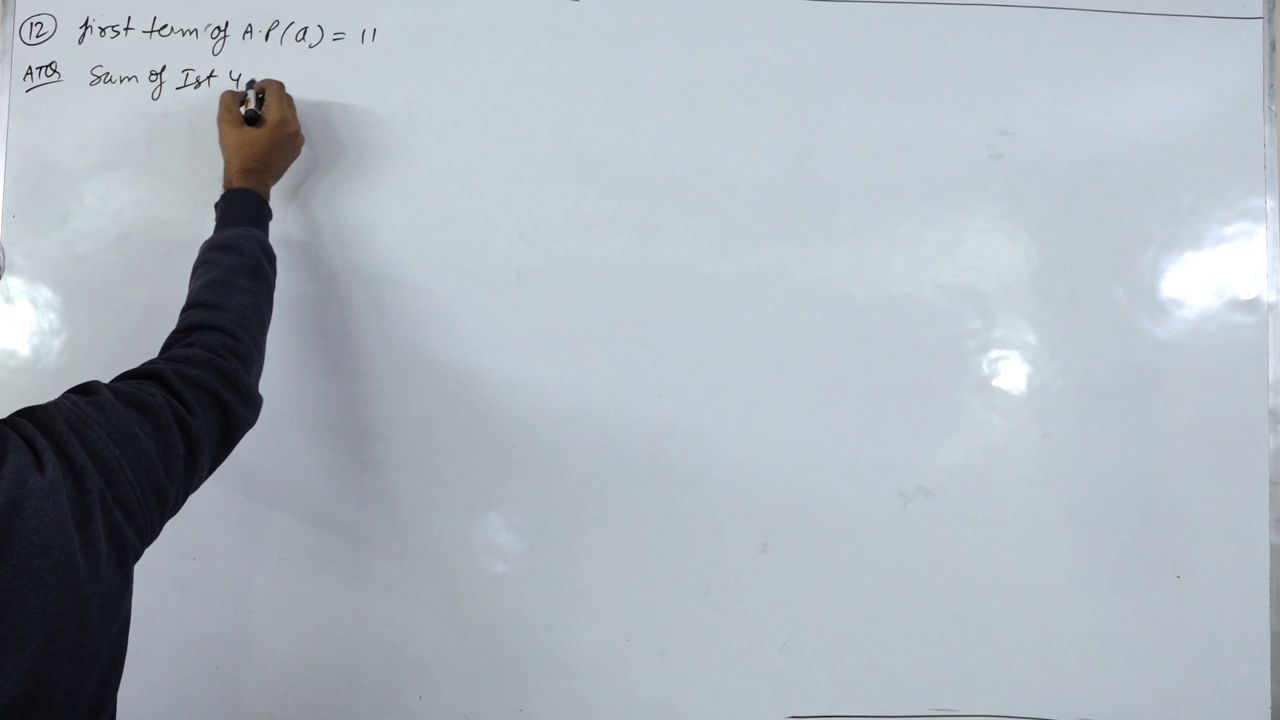 12 first term of A.P(a) = 11
ATQ Sum of Ist 4